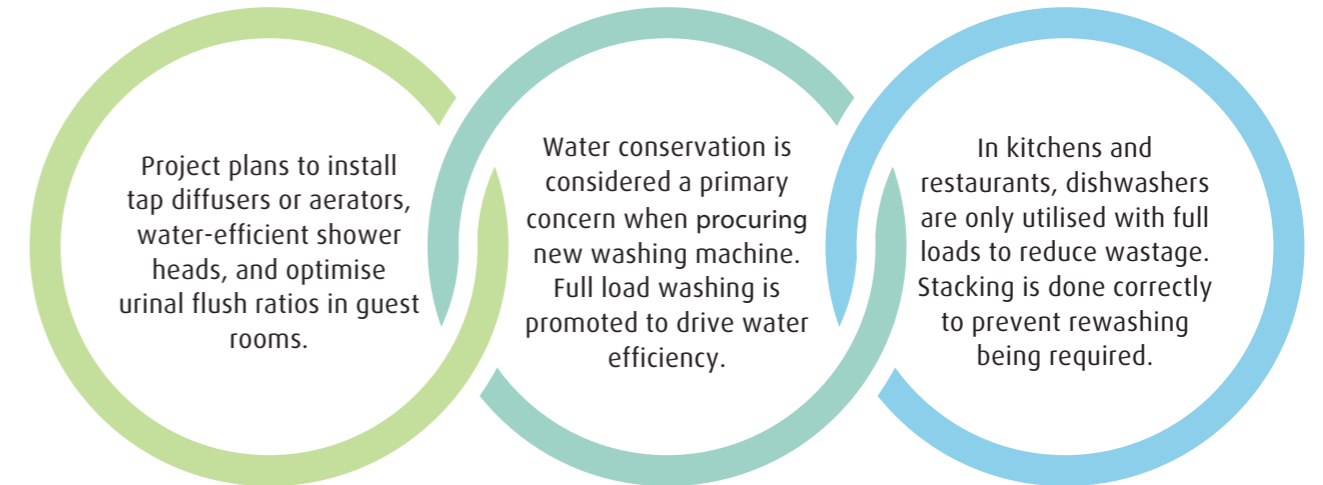 Project plans to install
tap diffusers or aerators,
water-efficient shower
heads, and optimise
urinal flush ratios in guest
rooms.
Water conservation is
considered a primary
concern when procuring
new washing machine.
Full load washing is
promoted to drive water
efficiency.
In kitchens and
restaurants, dishwashers
are only utilised with full
loads to reduce wastage.
Stacking is done correctly
to prevent rewashing
being required.